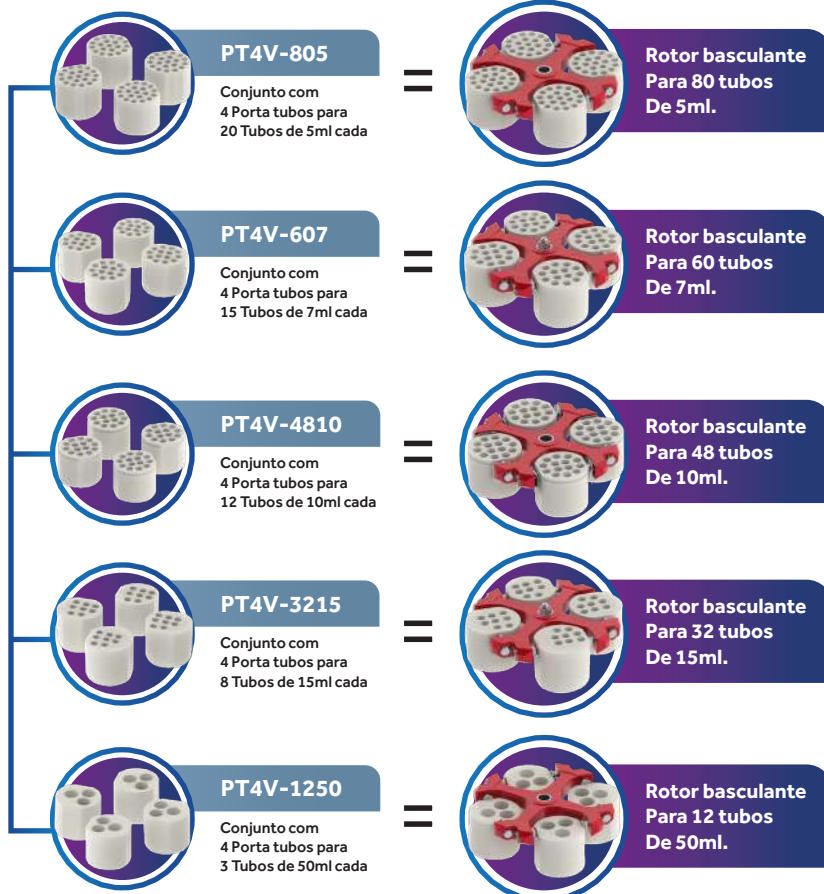 PT4V-805
Conjunto com
4 Porta tubos para
20 Tubos de 5ml cada
=
Rotor basculante
Para 80 tubos
De 5ml.
PT4V-607
Conjunto com
4 Porta tubos para
15 Tubos de 7ml cada
=
Rotor basculante
Para 60 tubos
De 7ml.
PT4V-4810
Conjunto com
4 Porta tubos para
12 Tubos de 10ml cada
=
Rotor basculante
Para 48 tubos
De 10ml.
PT4V-3215
Conjunto com
4 Porta tubos para
8 Tubos de 15ml cada
=
Rotor basculante
Para 32 tubos
De 15ml.
PT4V-1250
Conjunto com
4 Porta tubos para
3 Tubos de 50ml cada
=
Rotor basculante
Para 12 tubos
De 50ml.